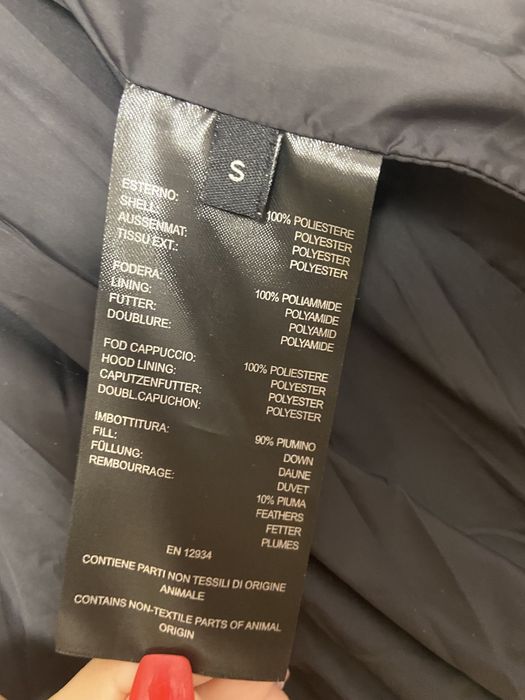 S
ESTERNO: 100% POLIESTERE
SHELL POLYESTER
AUSSENMAT: POLYESTER
TISSU EXT.: POLYESTER
FODERA: 100% POLIAMMIDE
LINING: POLYAMIDE
FUTTER: POLYAMID
DOUBLURE: POLYAMIDE
FOD CAPPUCCIO: 100% POLIESTERE
HOOD LINING: POLYESTER
CAPUTZENFUTTER: POLYESTER
DOUBL.CAPUCHON: POLYESTER
IMBOTTITURA: 90% PIUMINO
FILL: DOWN
FÜLLUNG: DAUNE
REMBOURRAGE: DUVET
10% PIUMA
FEATHERS
FETTER
PLUMES
EN 12934
CONTIENE PARTI NON TESSILI DI ORIGINE
ANIMALE
CONTAINS NON-TEXTILE PARTS OF ANIMAL
ORIGIN